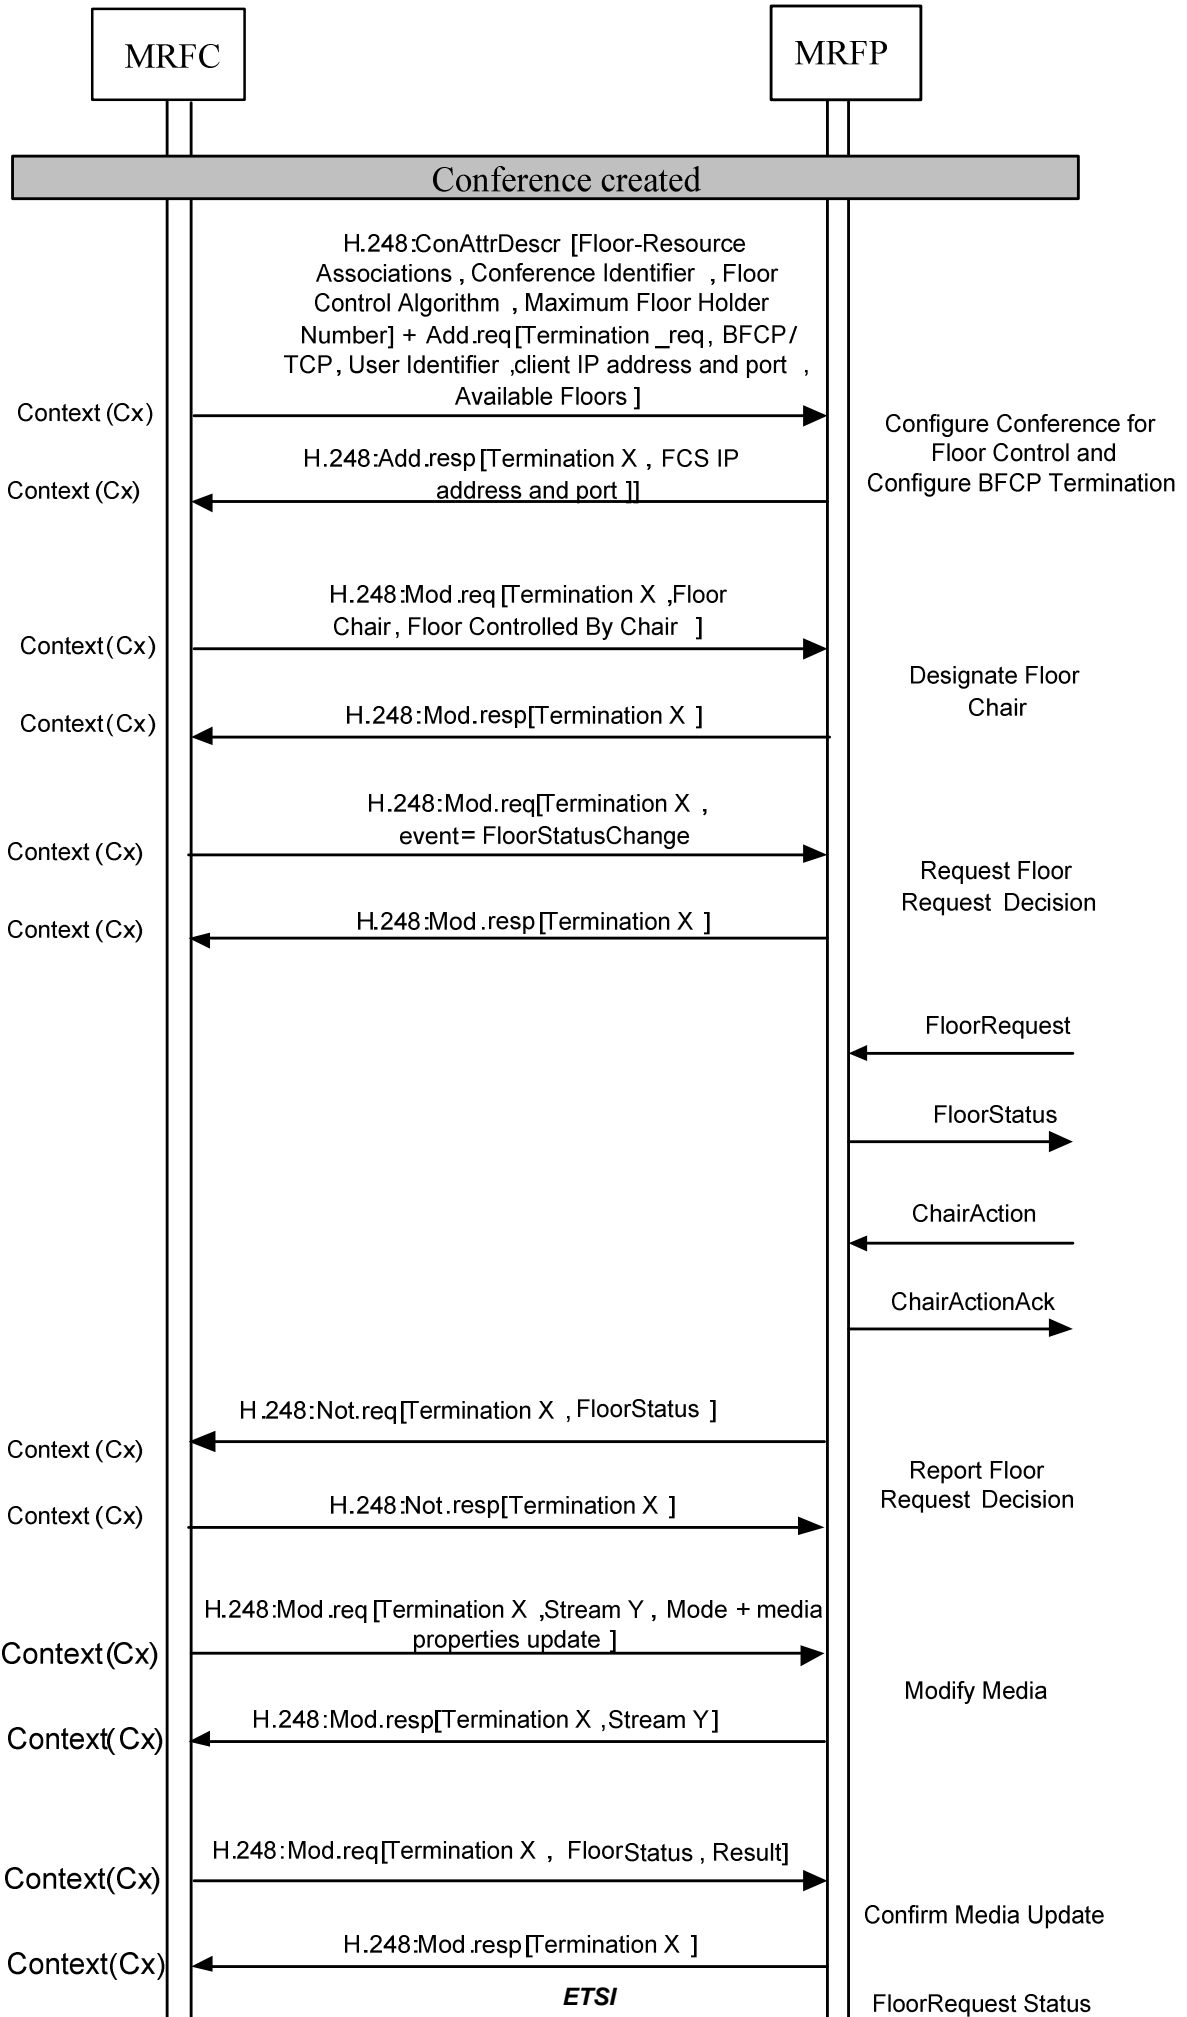 MRFC
MRFP
Conference created
H.248:ConAttrDescr [Floor-Resource
Associations , Conference Identifier , Floor
Control Algorithm , Maximum Floor Holder
Number] + Add.req[Termination _req, BFCP/
TCP, User Identifier ,client IP address and port ,
Available Floors ]
Context (Cx)
Configure Conference for
Floor Control and
Configure BFCP Termination
H.248:Add.resp[Termination X , FCS IP
address and port ]]
Context (Cx)
H.248:Mod.req [Termination X ,Floor
Chair, Floor Controlled By Chair ]
Context(Cx)
Designate Floor
Chair
H.248:Mod.resp[Termination X ]
Context(Cx)
H.248:Mod.req[Termination X ,
event= FloorStatusChange
Context (Cx)
Request Floor
Request Decision
H.248:Mod.resp[Termination X ]
Context (Cx)
FloorRequest
FloorStatus
ChairAction
ChairActionAck
H.248:Not.req[Termination X , FloorStatus ]
Context (Cx)
Report Floor
Request Decision
H.248:Not.resp[Termination X ]
Context (Cx)
H.248:Mod.req [Termination X ,Stream Y , Mode + media
properties update ]
Context(Cx)
Modify Media
H.248:Mod.resp[Termination X ,Stream Y]
Context(Cx)
H.248:Mod.req[Termination X , FloorStatus , Result]
Context(Cx)
Confirm Media Update
H.248:Mod.resp[Termination X ]
Context(Cx)
ETSI
FloorRequest Status